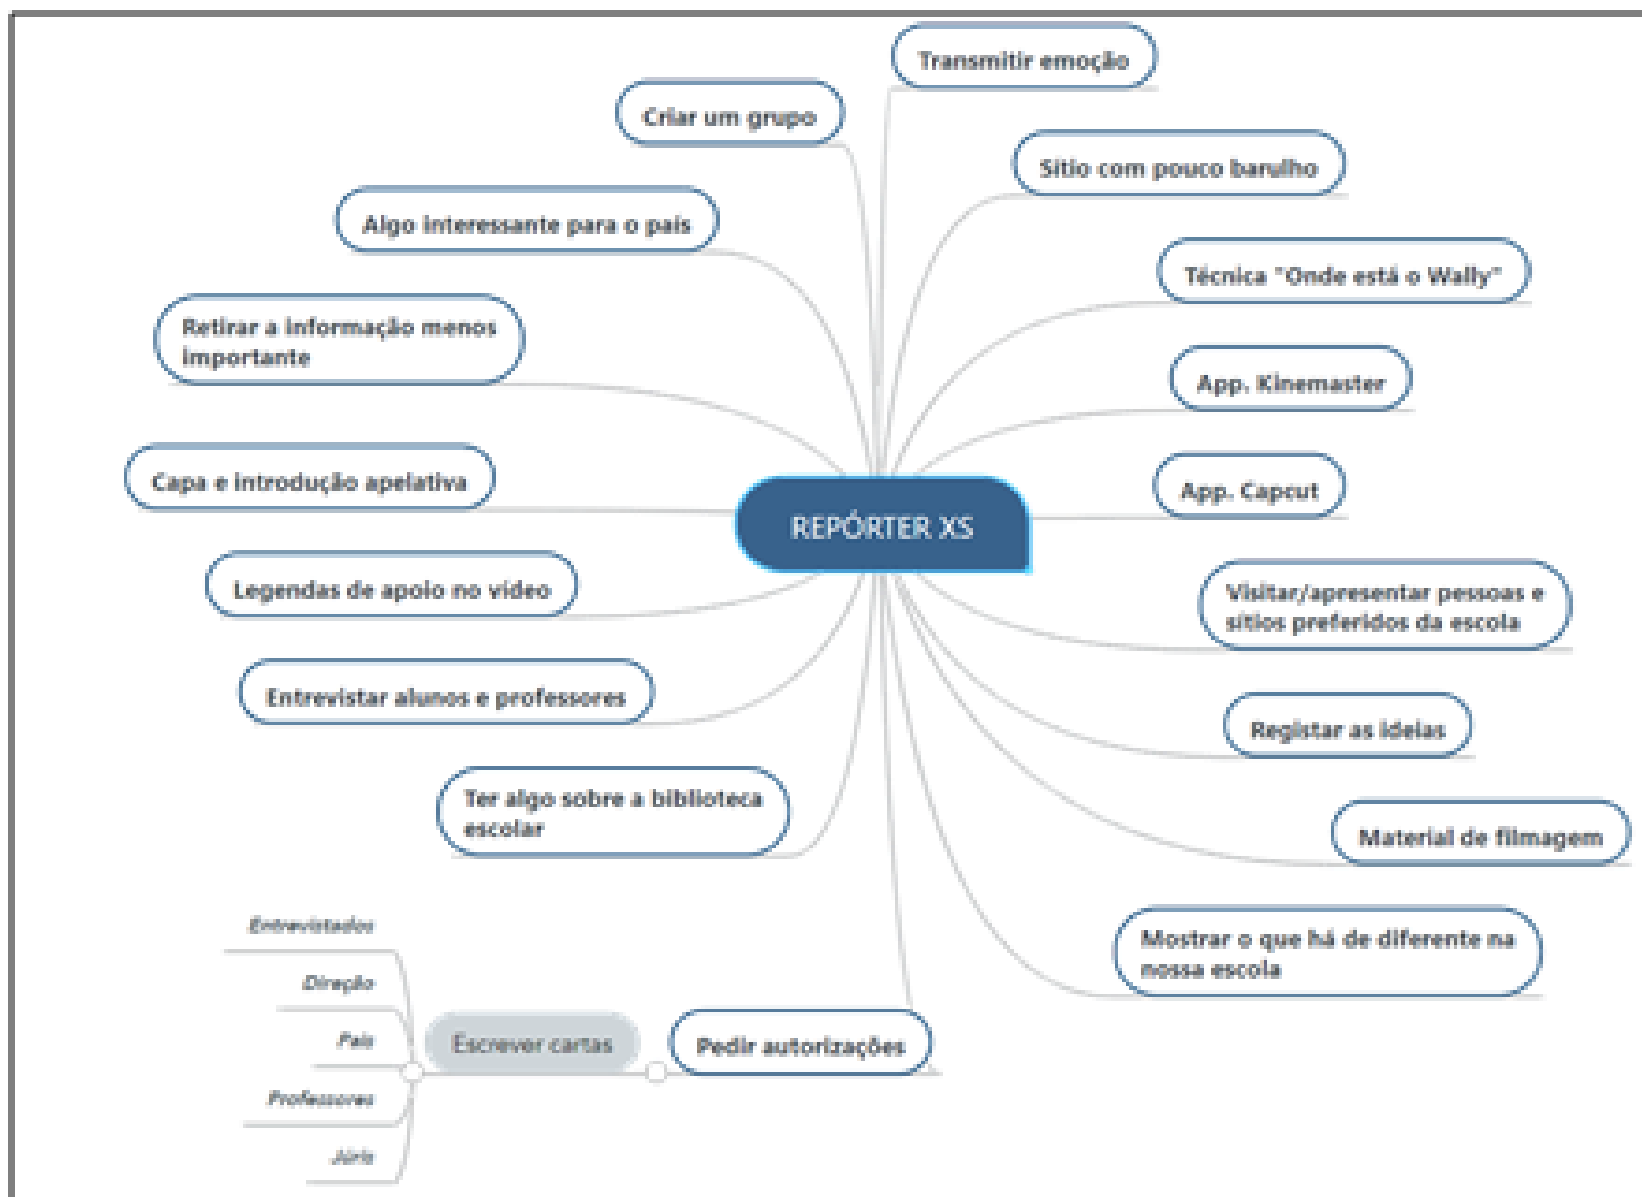 Transmitir emoção
Criar um grupo
Sítio com pouco barulho
Algo interessante para o país
Técnica "Onde está o Wally"
Retirar a informação menos
importante
App. Kinemaster
Capa e introdução apelativa
App. Capcut
REPÓRTER XS
Legendas de apoio no vídeo
Visitar/apresentar pessoas e
sítios preferidos da escola
Entrevistar alunos e professores
Registar as ideias
Ter algo sobre a biblioteca
escolar
Material de filmagem
Mostrar o que há de diferente na
nossa escola
Pedir autorizações
Escrever cartas
Entrevistados
Direção
Pais
Professores
Júris